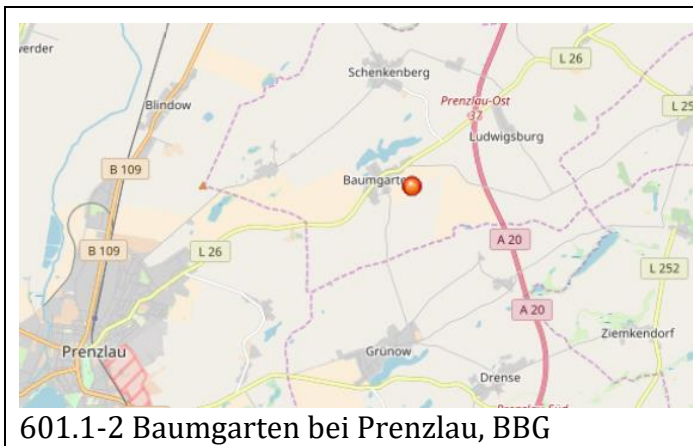 werder
Schenkenberg
L 26
Prenzlau-Ost
37
L 25
Blindow
Ludwigsburg
B 109
Baumgarten
B 109
L 26
A 20
L 252
A 20
Ziemkendorf
Prenzlau
Grünow
Drense
601.1-2 Baumgarten bei Prenzlau, BBG